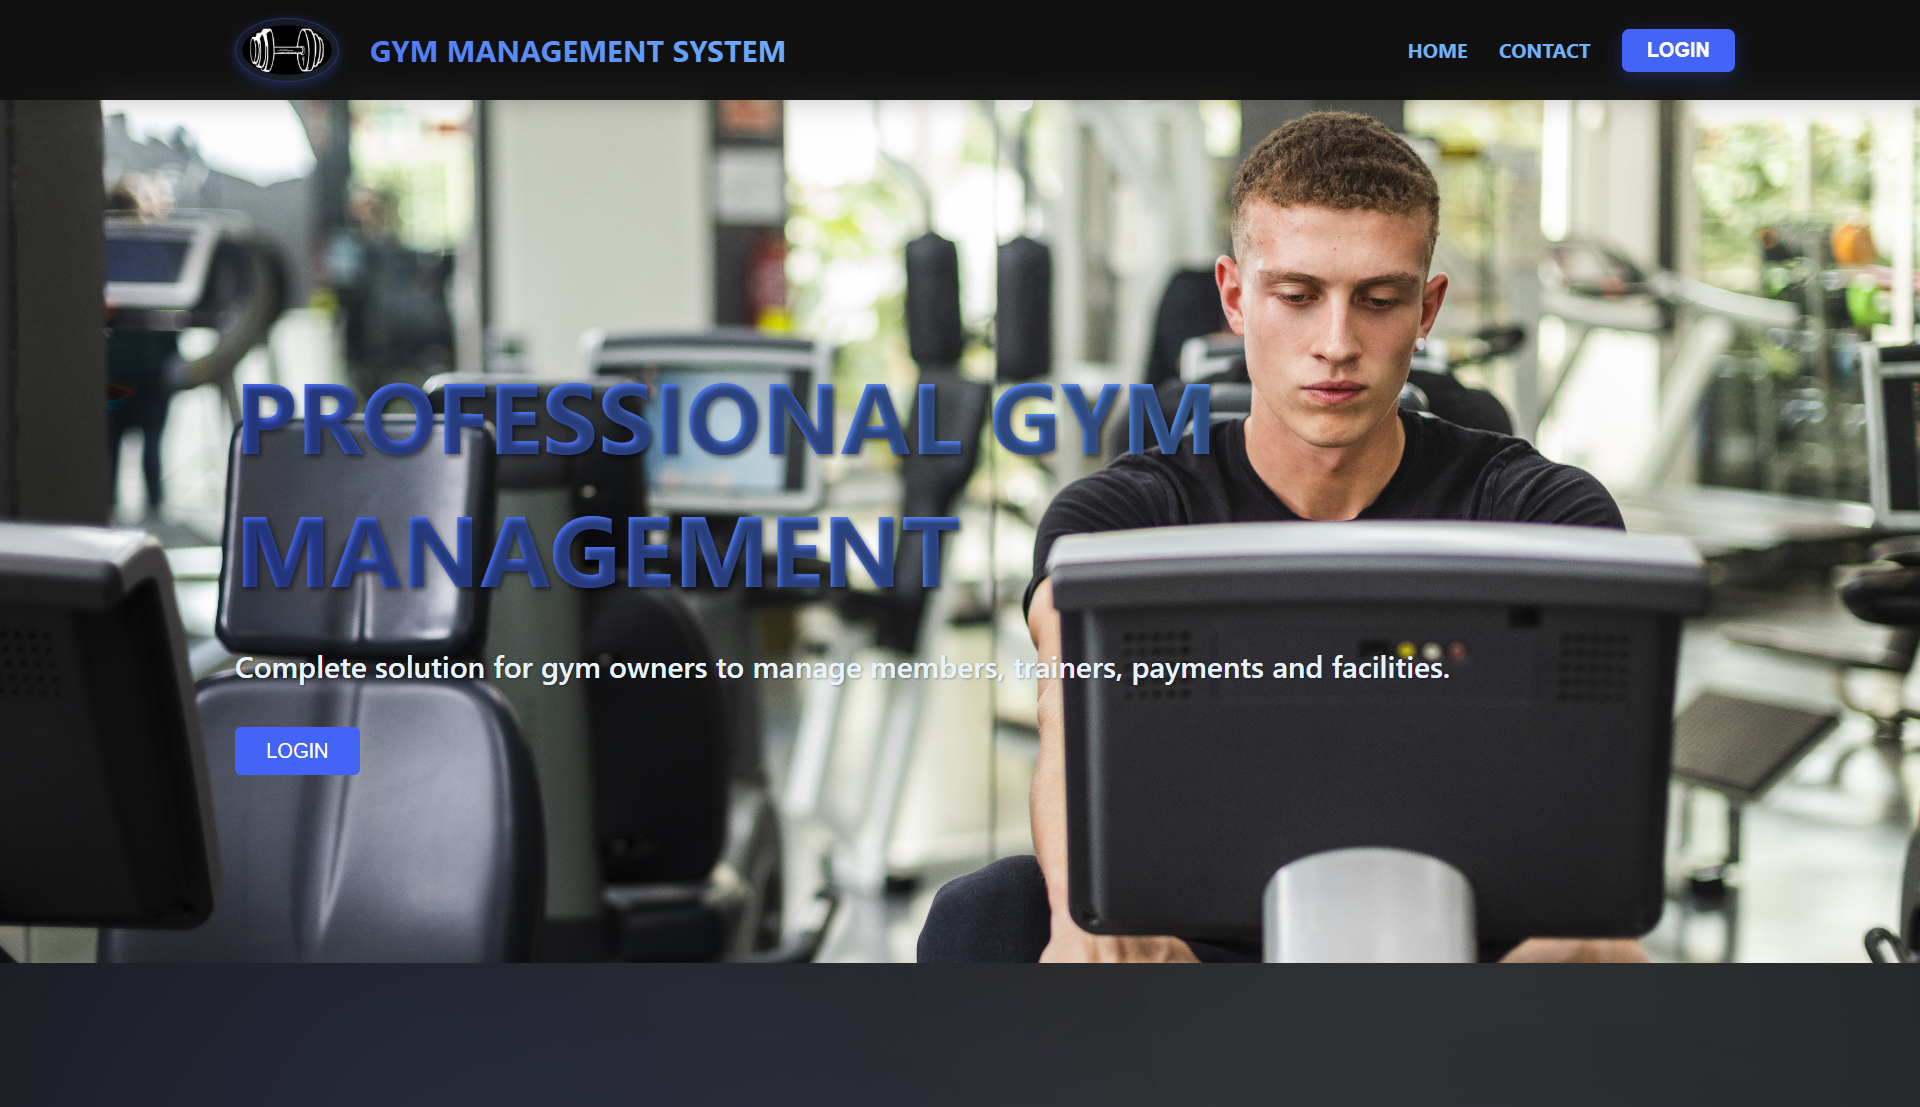 GYM MANAGEMENT SYSTEM
HOME
CONTACT
LOGIN
PROFESSIONAL GYM
MANAGEMENT
Complete solution for gym owners to manage members, trainers, payments and facilities.
LOGIN